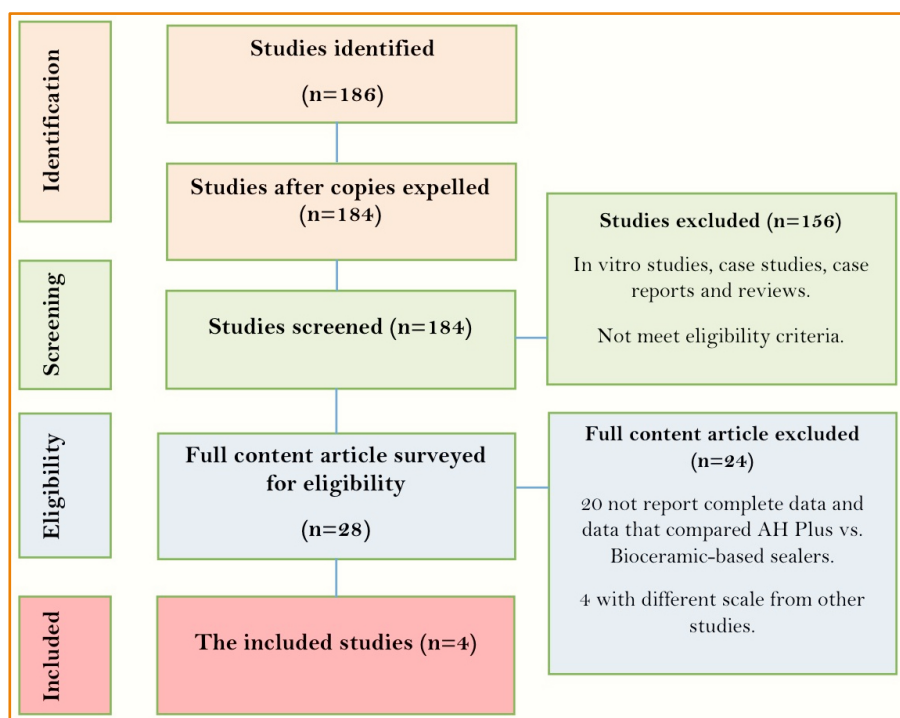 Identification
Studies identified
(n=186)
Studies after copies expelled
(n=184)
Screening
Studies screened (n=184)
Studies excluded (n=156)
In vitro studies, case studies, case
reports and reviews.
Not meet eligibility criteria.
Eligibility
Full content article surveyed
for eligibility
(n=28)
Full content article excluded
(n=24)
20 not report complete data and
data that compared AH Plus vs.
Bioceramic-based sealers.
4 with different scale from other
studies.
Included
The included studies (n=4)